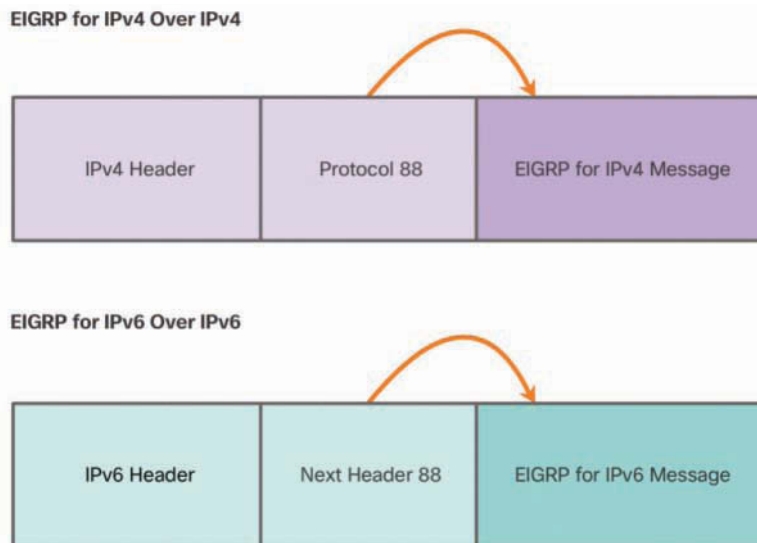 EIGRP for IPv4 Over IPv4
IPv4 Header
Protocol 88
EIGRP for IPv4 Message
EIGRP for IPv6 Over IPv6
IPv6 Header
Next Header 88
EIGRP for IPv6 Message